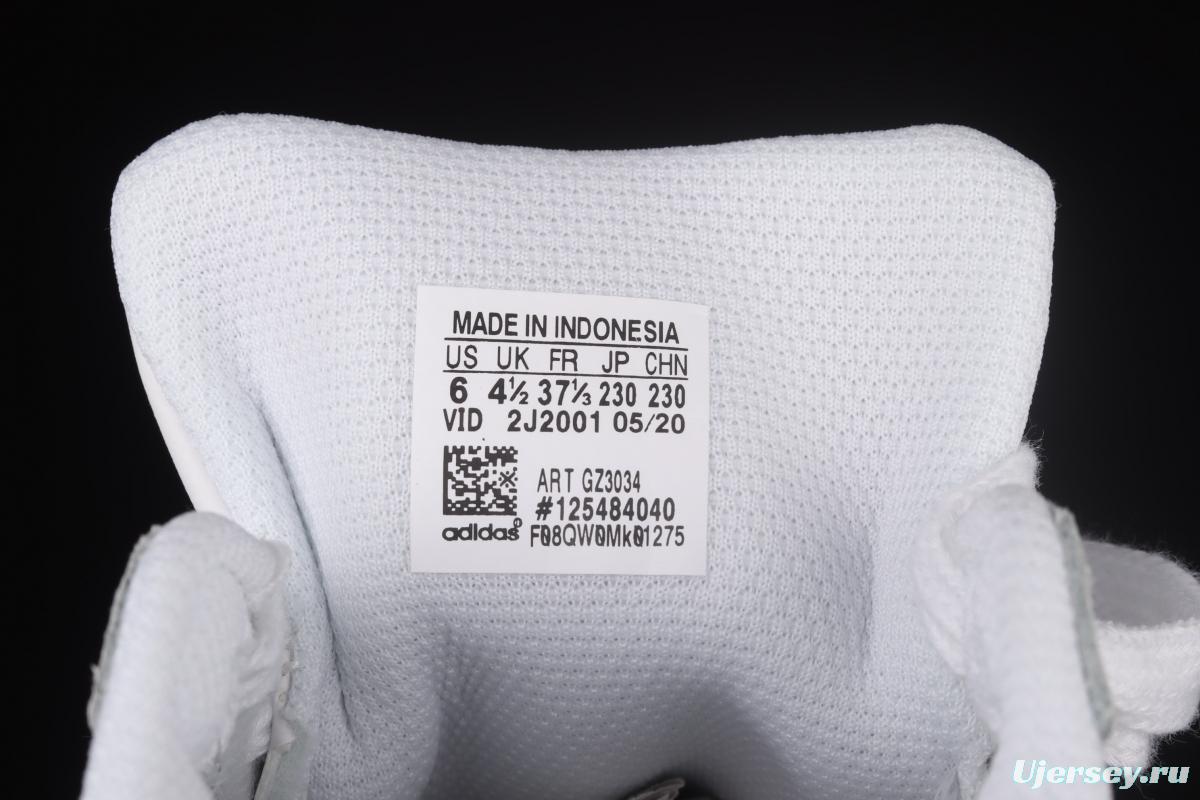 MADE IN INDONESIA
US UK FR JP CHN
6 4½ 37⅓ 230 230
VID 2J2001 05/20
ART GZ3034
#125484040
adidas F08QW0Mk01275
Ujersey.ru